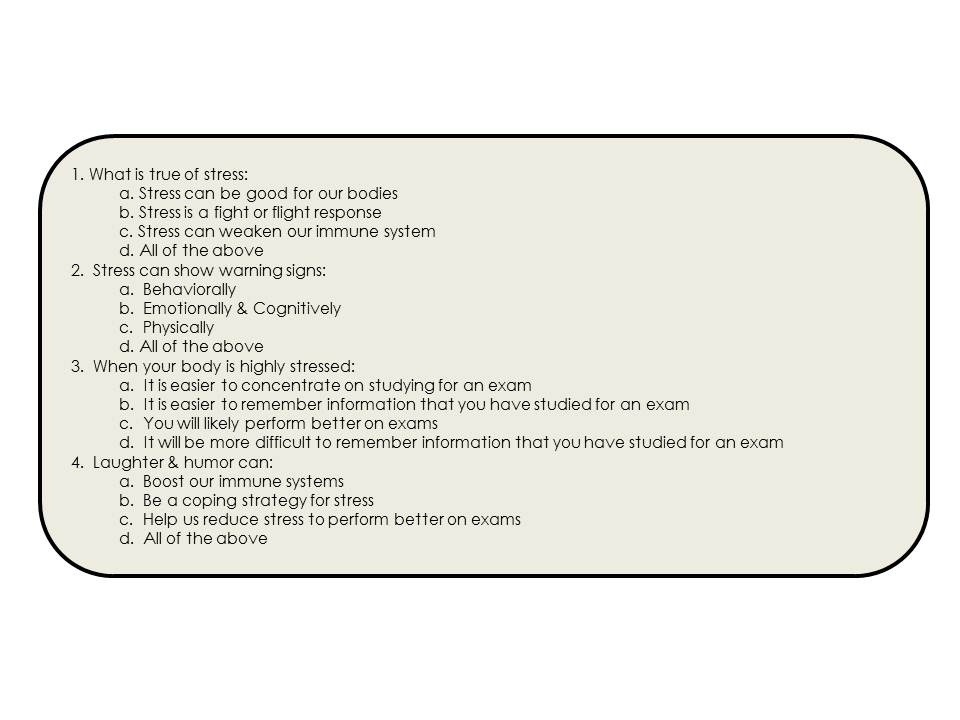 1. What is true of stress:
a. Stress can be good for our bodies
b. Stress is a fight or flight response
c. Stress can weaken our immune system
d. All of the above
2. Stress can show warning signs:
a. Behaviorally
b. Emotionally & Cognitively
c. Physically
d. All of the above
3. When your body is highly stressed:
a. It is easier to concentrate on studying for an exam
b. It is easier to remember information that you have studied for an exam
c. You will likely perform better on exams
d. It will be more difficult to remember information that you have studied for an exam
4. Laughter & humor can:
a. Boost our immune systems
b. Be a coping strategy for stress
c. Help us reduce stress to perform better on exams
d. All of the above